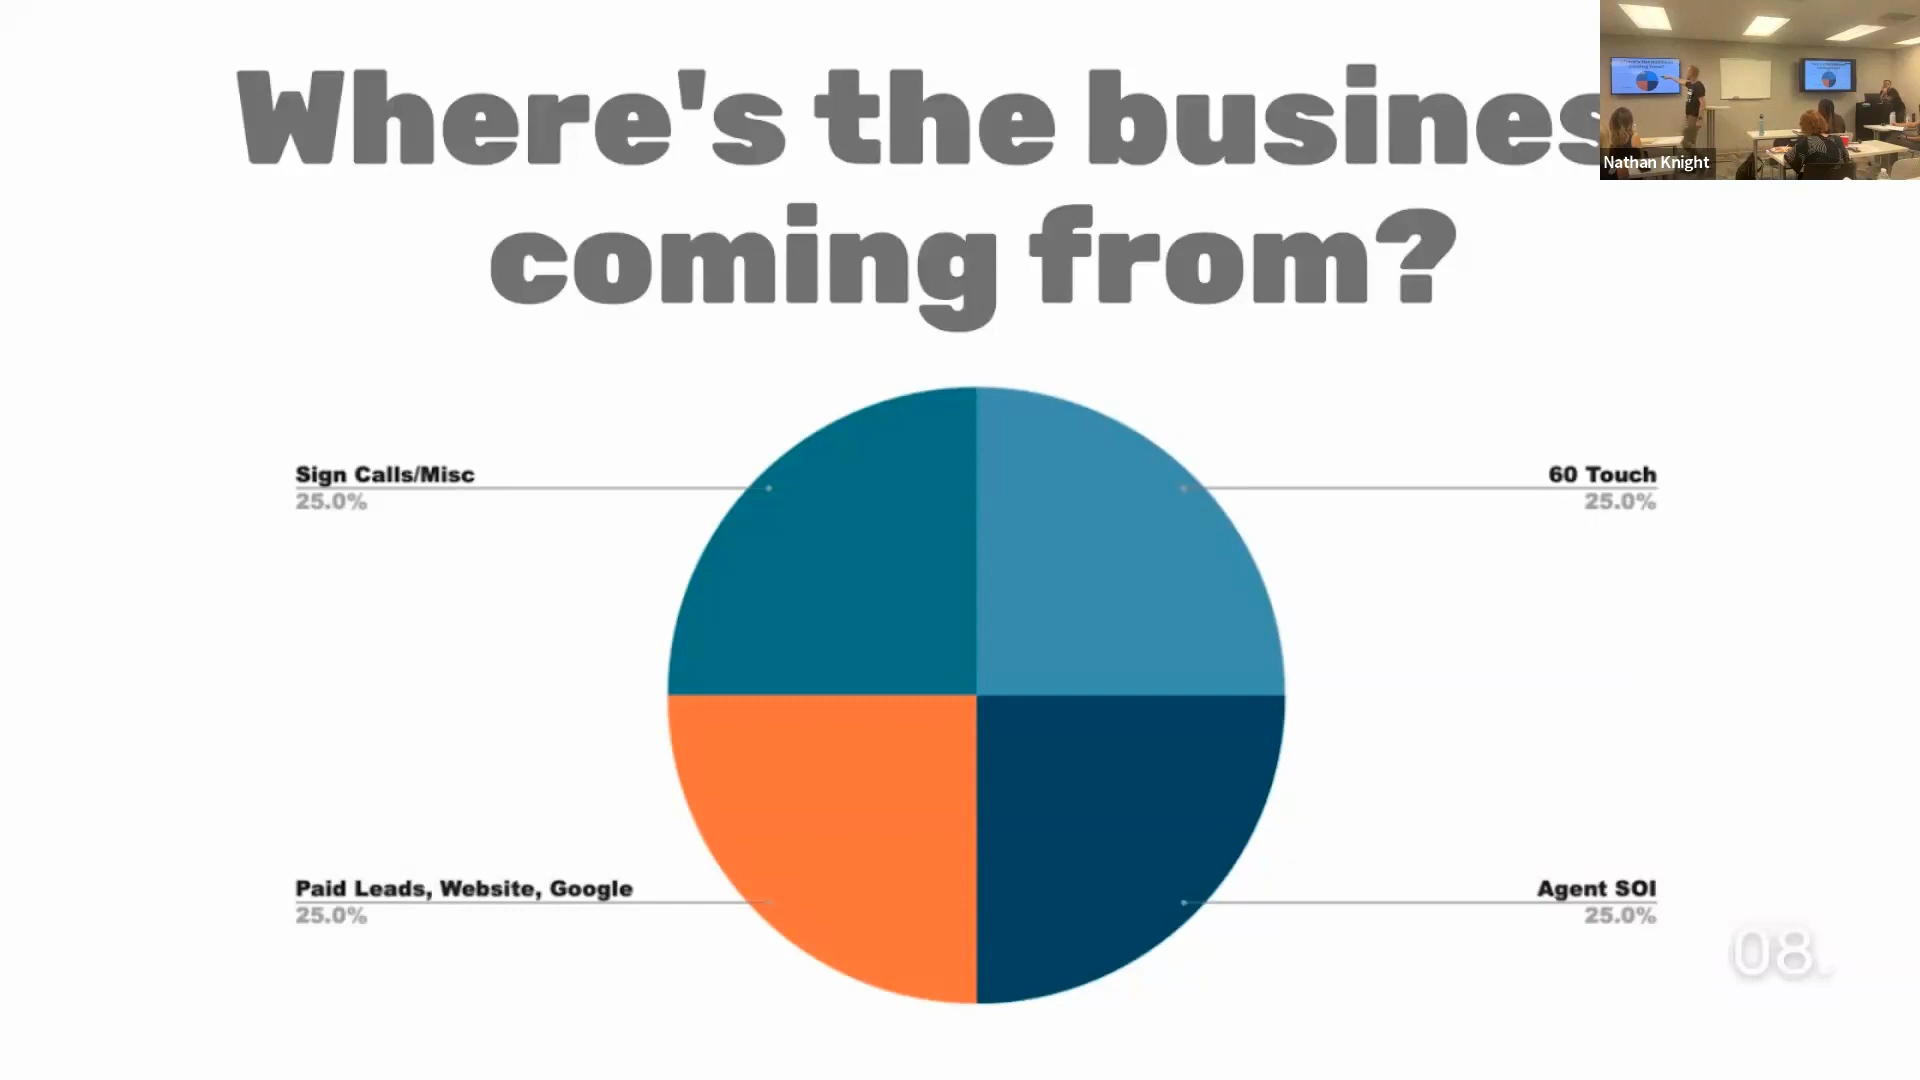 Where's the busines
coming from?
Nathan Knight
Sign Calls/Misc
25.0%
60 Touch
25.0%
Paid Leads, Website, Google
25.0%
Agent SOI
25.0%
08.